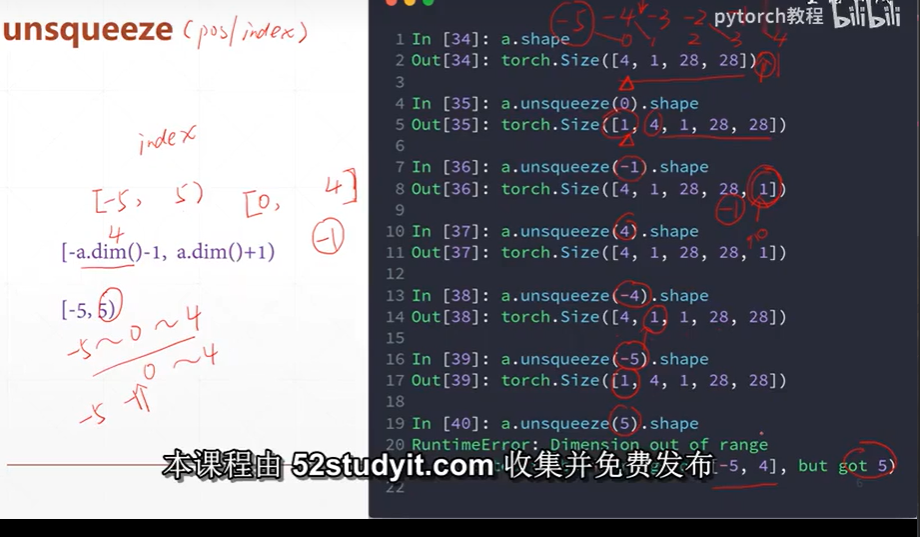 unsqueeze (pos/index)
index
[-5, 5) [0, 4]
4
-1
[-a.dim()-1, a.dim()+1)
[-5, 5)
-5 ~ 0 ~ 4
0 ~ 4
-5 -1
pytorch教程 bilibili
-5 -4 -3 -2
0 1 2 3 4
1 In [34]: a.shape
2 Out[34]: torch.Size([4, 1, 28, 28])
3
4 In [35]: a.unsqueeze(0).shape
5 Out[35]: torch.Size([1, 4, 1, 28, 28])
6
7 In [36]: a.unsqueeze(-1).shape
8 Out[36]: torch.Size([4, 1, 28, 28, 1])
-1
9
10 In [37]: a.unsqueeze(4).shape
11 Out[37]: torch.Size([4, 1, 28, 28, 1])
12
13 In [38]: a.unsqueeze(-4).shape
14 Out[38]: torch.Size([4, 1, 1, 28, 28])
15
16 In [39]: a.unsqueeze(-5).shape
17 Out[39]: torch.Size([1, 4, 1, 28, 28])
18
19 In [40]: a.unsqueeze(5).shape
20 RuntimeError: Dimension out of range
[-5, 4], but got 5)
22
本课程由 52studyit.com 收集并免费发布